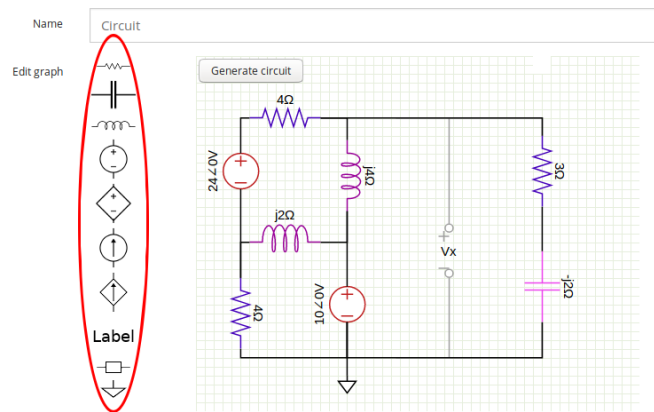 Name
Circuit
Edit graph
Generate circuit
4Ω
24∠0V
j4Ω
3Ω
j2Ω
Vx
4Ω
10∠0V
-j2Ω
Label